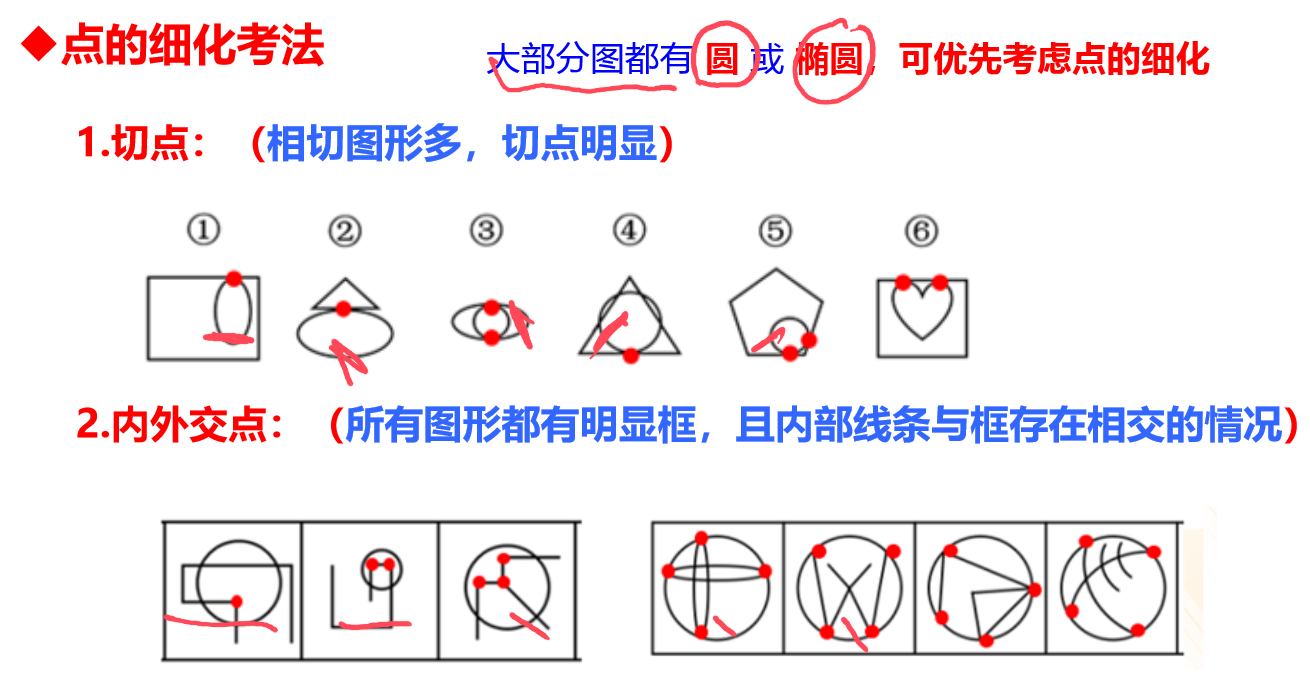 ◆点的细化考法
大部分图都有 圆 或 椭圆，可优先考虑点的细化
1.切点：（相切图形多，切点明显）
① ② ③ ④ ⑤ ⑥
2.内外交点：（所有图形都有明显框，且内部线条与框存在相交的情况）